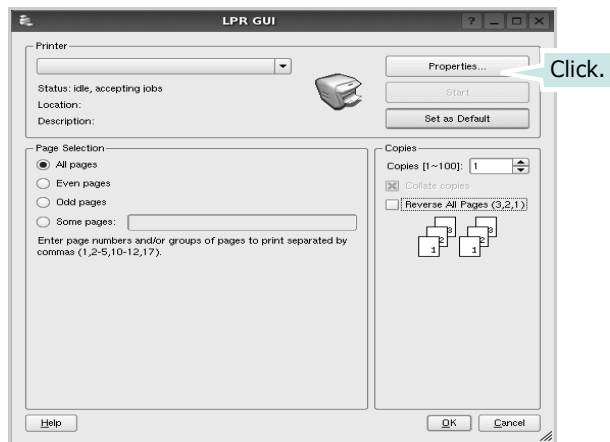 LPR GUI
Printer
Properties...
Click.
Status: idle, accepting jobs
Start
Location:
Description:
Set as Default
Page Selection
All pages
Even pages
Odd pages
Some pages:
Enter page numbers and/or groups of pages to print separated by
commas (1,2-5,10-12,17).
Copies
Copies [1~100]: 1
Collate copies
Reverse All Pages (3,2,1)
3 3
2 2
1 1
Help
OK
Cancel